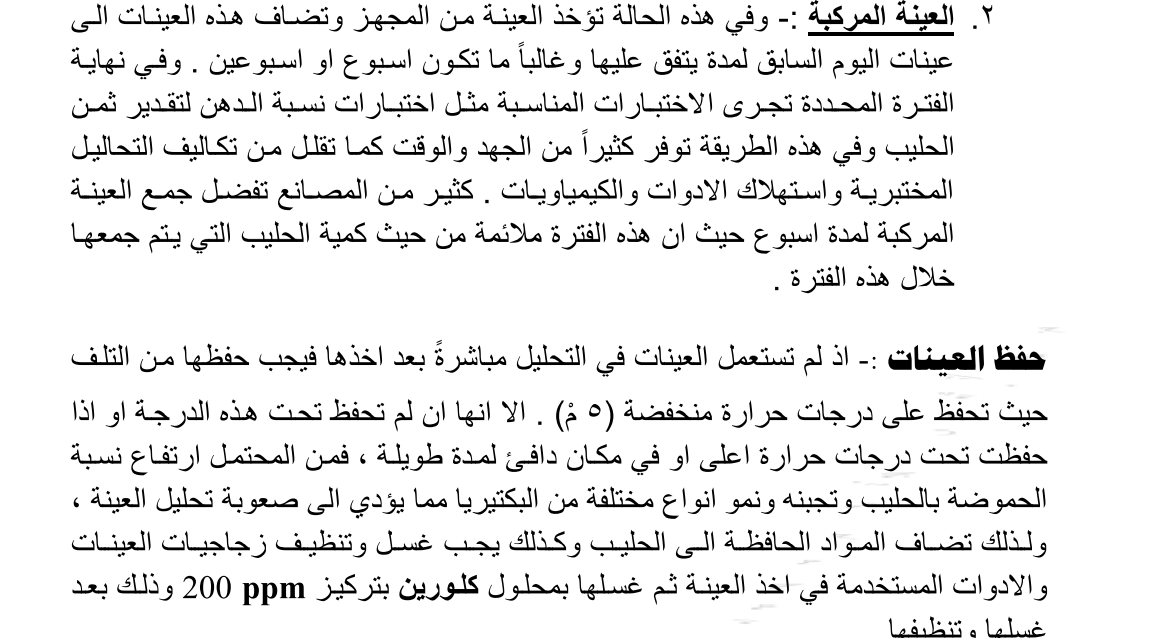 ٢. العينة المركبة :- وفي هذه الحالة تؤخذ العينة من المجهز وتضاف هذه العينات الى
عينات اليوم السابق لمدة يتفق عليها وغالباً ما تكون اسبوع او اسبوعين . وفي نهاية
الفترة المحددة تجرى الاختبارات المناسبة مثل اختبارات نسبة الدهن لتقدير ثمن
الحليب وفي هذه الطريقة توفر كثيراً من الجهد والوقت كما تقلل من تكاليف التحاليل
المختبرية واستهلاك الادوات والكيمياويات . كثير من المصانع تفضل جمع العينة
المركبة لمدة اسبوع حيث ان هذه الفترة ملائمة من حيث كمية الحليب التي يتم جمعها
خلال هذه الفترة .
حفظ العينات :- اذ لم تستعمل العينات في التحليل مباشرةً بعد اخذها فيجب حفظها من التلف
حيث تحفظ على درجات حرارة منخفضة (٥ مْ) . الا انها ان لم تحفظ تحت هذه الدرجة او اذا
حفظت تحت درجات حرارة اعلى او في مكان دافئ لمدة طويلة ، فمن المحتمل ارتفاع نسبة
الحموضة بالحليب وتجبنه ونمو انواع مختلفة من البكتيريا مما يؤدي الى صعوبة تحليل العينة ،
ولذلك تضاف المواد الحافظة الى الحليب وكذلك يجب غسل وتنظيف زجاجيات العينات
والادوات المستخدمة في اخذ العينة ثم غسلها بمحلول كلورين بتركيز 200 ppm وذلك بعد
غسلها وتنظيفها